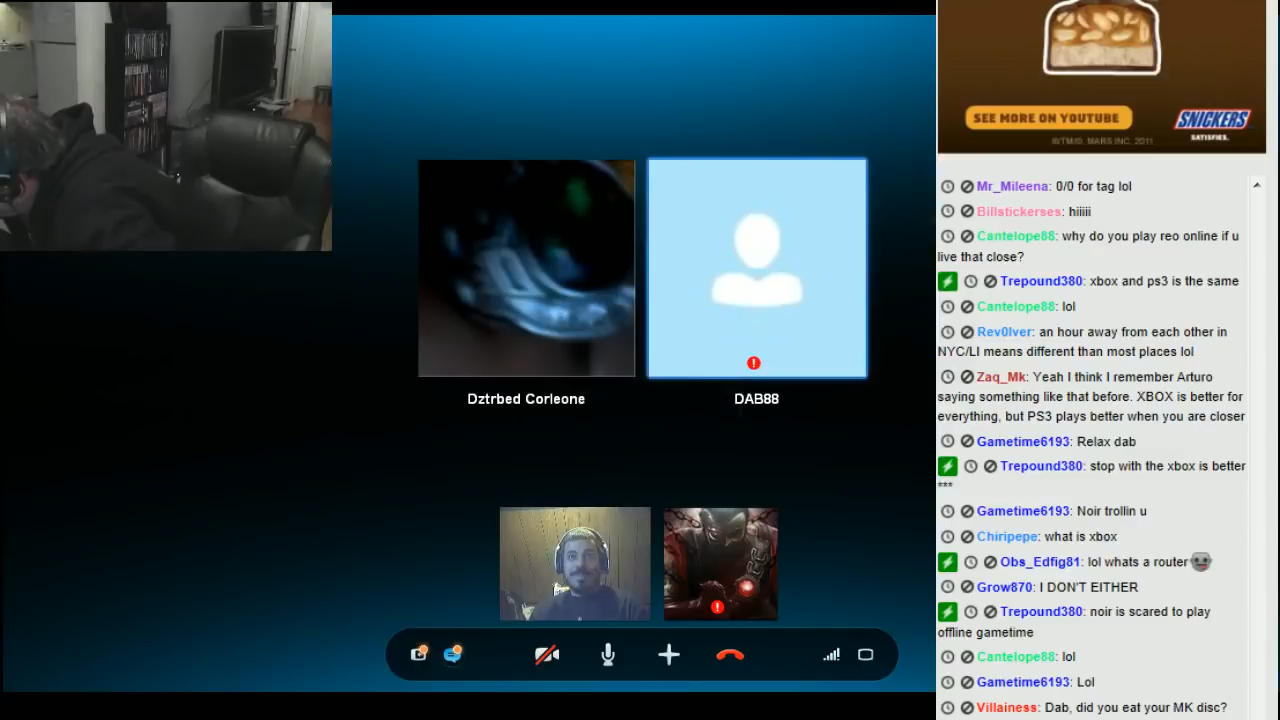 SEE MORE ON YOUTUBE
SNICKERS
SATISFIES.
®/TM/©, MARS INC. 2011
Dztrbed Corleone
DAB88
Mr_Mileena: 0/0 for tag lol
Billstickerses: hiiiii
Cantelope88: why do you play reo online if u
live that close?
Trepound380: xbox and ps3 is the same
Cantelope88: lol
Rev0lver: an hour away from each other in
NYC/LI means different than most places lol
Zaq_Mk: Yeah I think I remember Arturo
saying something like that before. XBOX is better for
everything, but PS3 plays better when you are closer
Gametime6193: Relax dab
Trepound380: stop with the xbox is better
***
Gametime6193: Noir trollin u
Chiripepe: what is xbox
Obs_Edfig81: lol whats a router
Grow870: I DON'T EITHER
Trepound380: noir is scared to play
offline gametime
Cantelope88: lol
Gametime6193: Lol
Villainess: Dab, did you eat your MK disc?